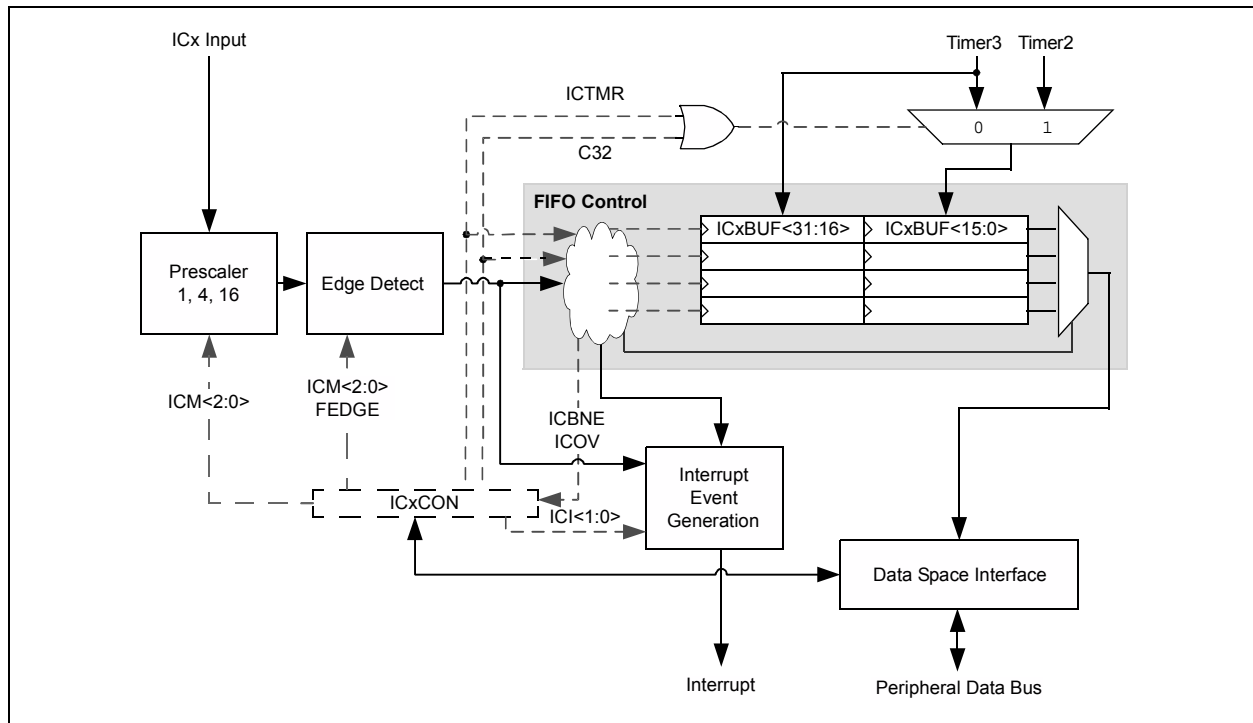 ICx Input
Timer3
Timer2
ICTMR
0
1
C32
FIFO Control
ICxBUF<31:16>
ICxBUF<15:0>
Prescaler
1, 4, 16
Edge Detect
ICM<2:0>
ICM<2:0>
FEDGE
ICBNE
ICOV
ICxCON
ICI<1:0>
Interrupt
Event
Generation
Data Space Interface
Interrupt
Peripheral Data Bus